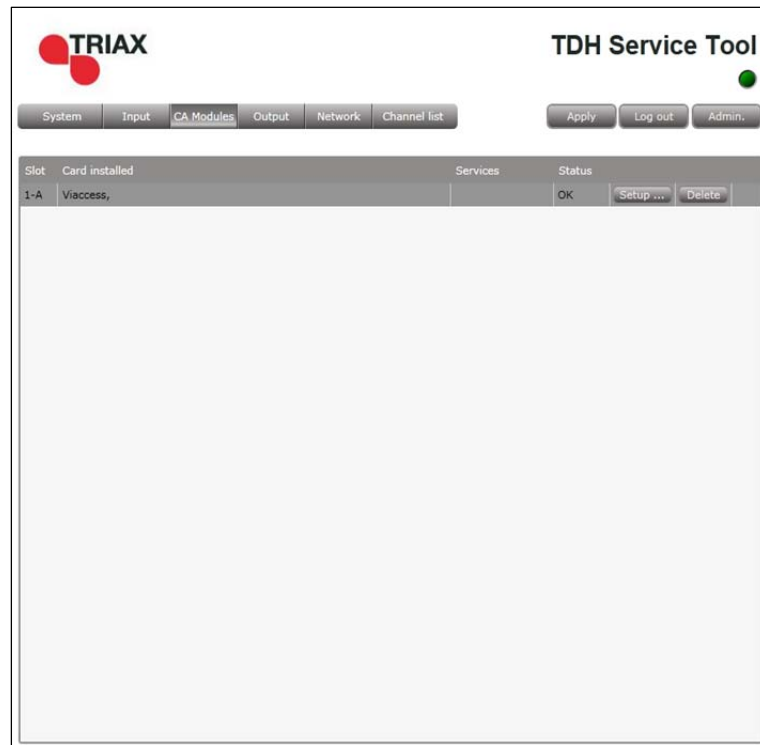 TRIAX
TDH Service Tool
System Input CA Modules Output Network Channel list Apply Log out Admin.
Slot Card installed Services Status
1-A Viaccess, OK Setup ... Delete